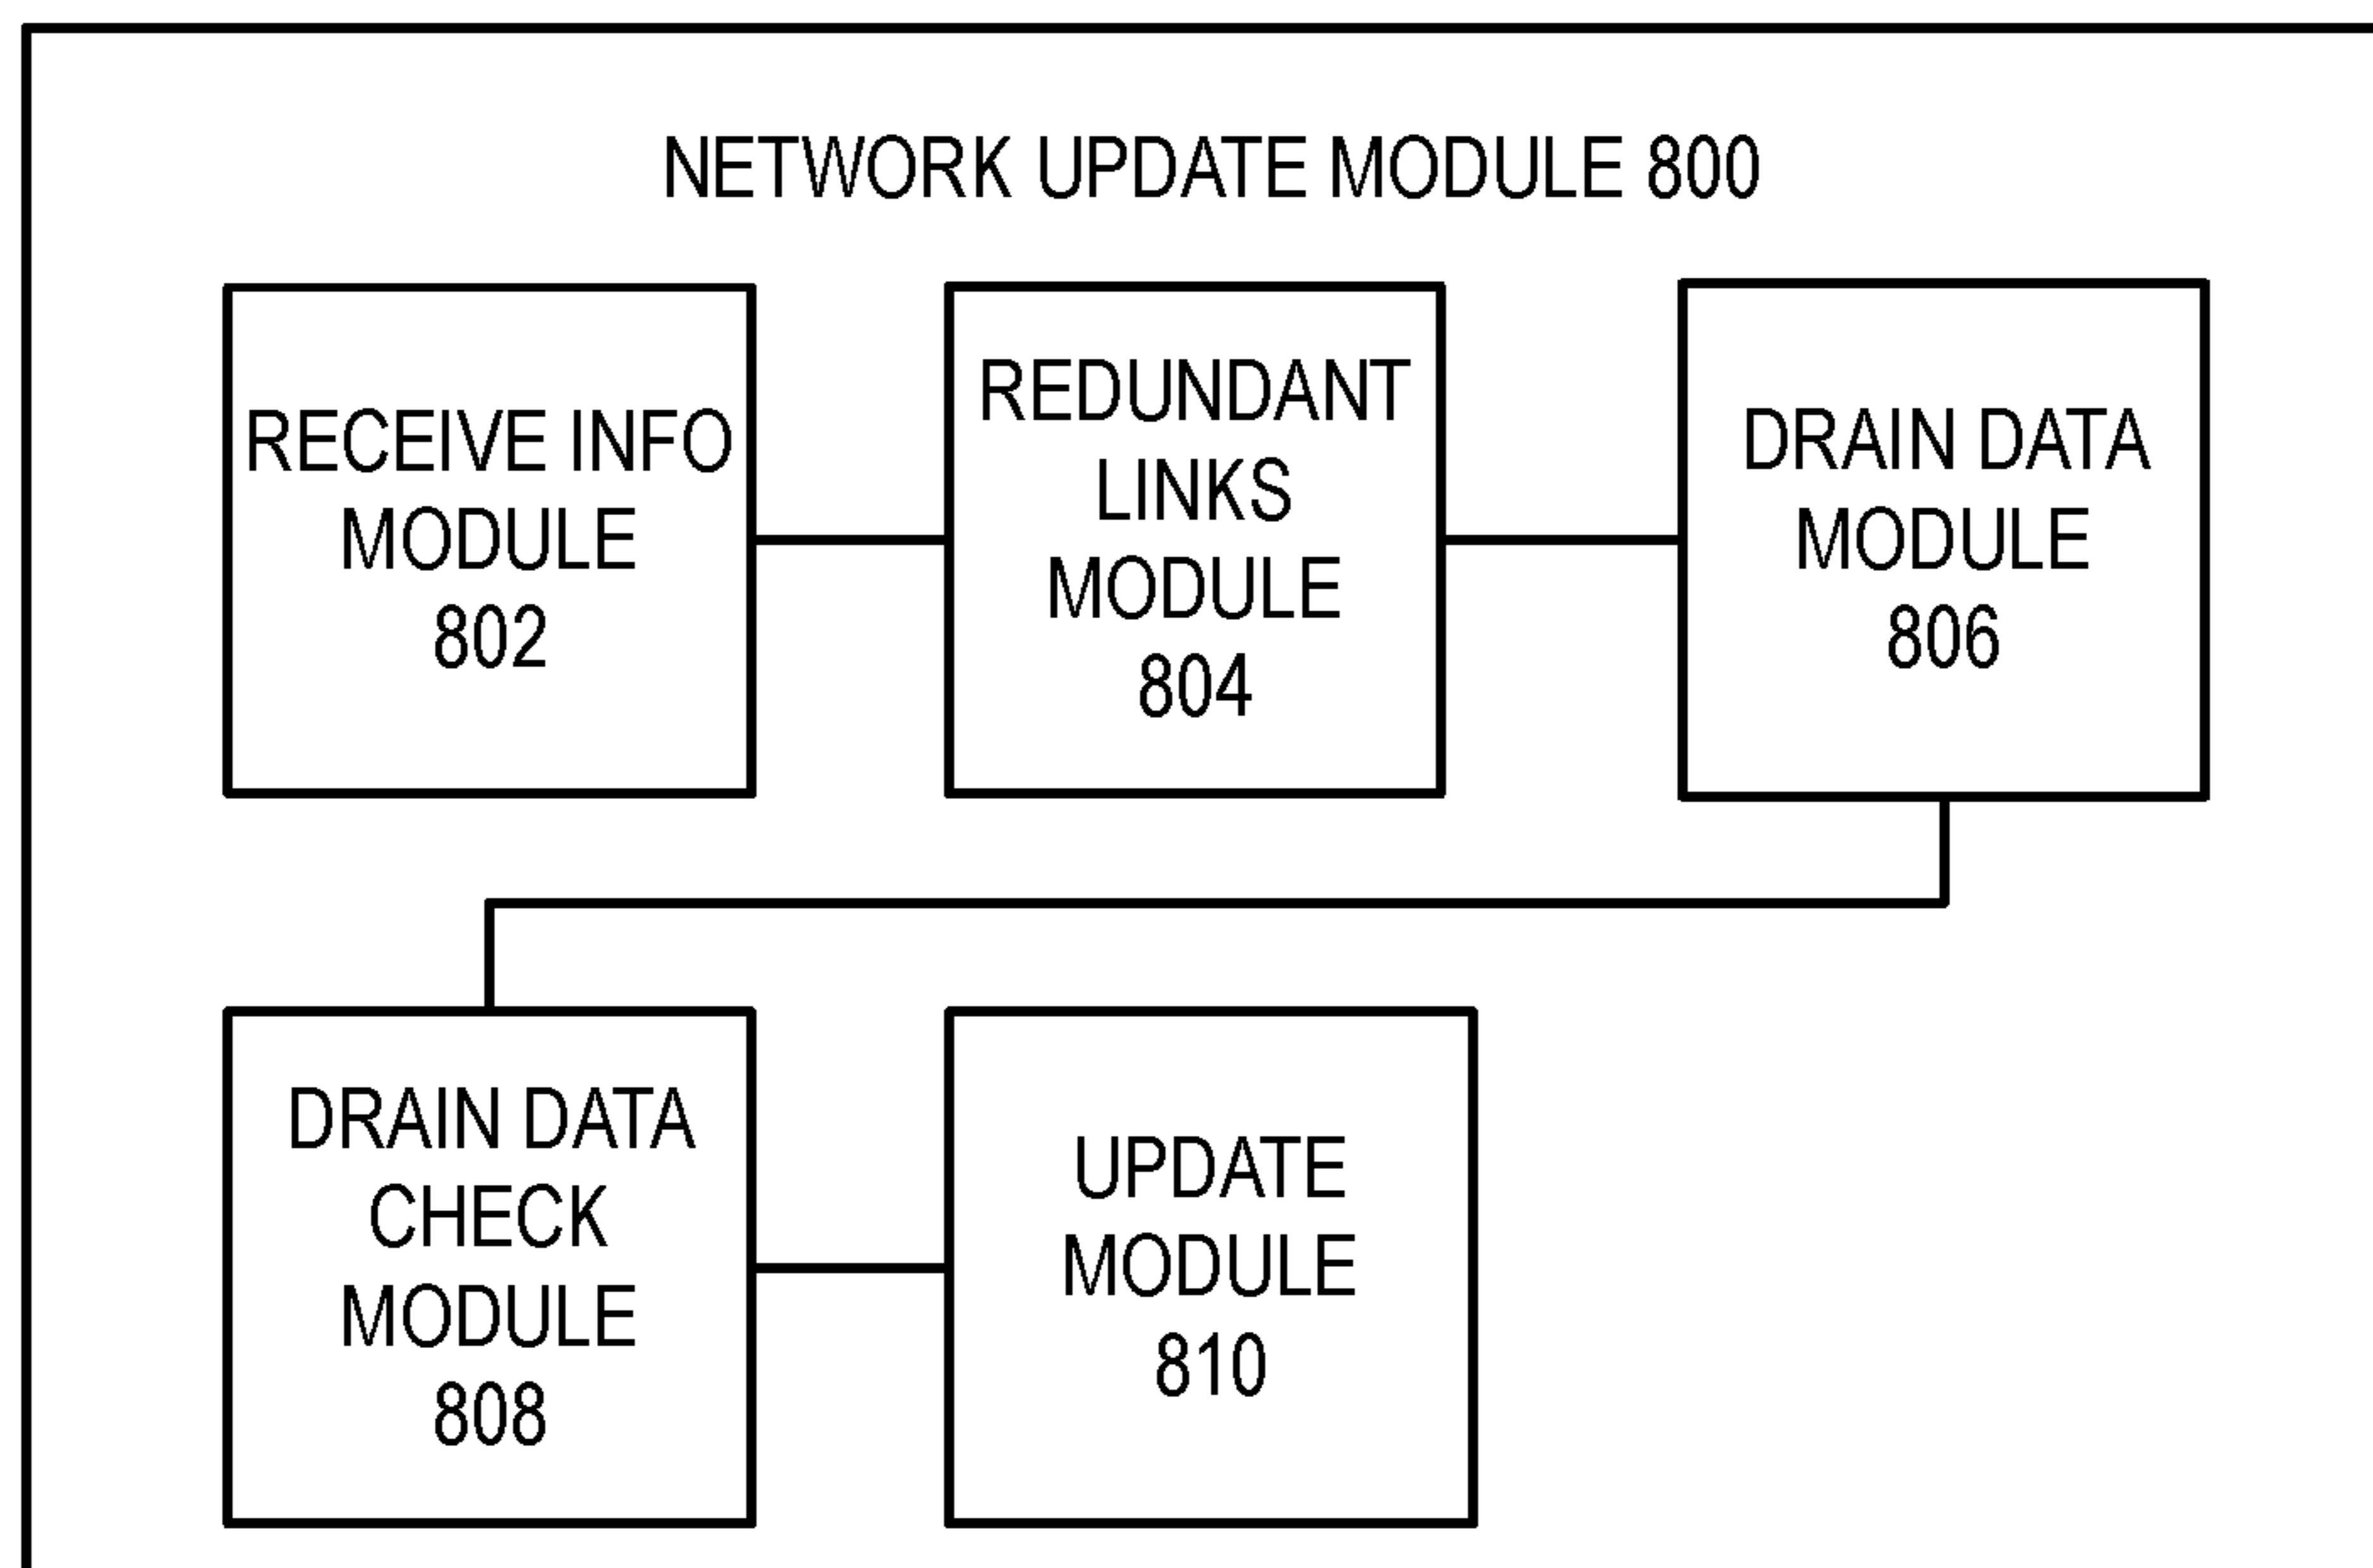 NETWORK UPDATE MODULE 800
RECEIVE INFO
MODULE
802
REDUNDANT
LINKS
MODULE
804
DRAIN DATA
MODULE
806
DRAIN DATA
CHECK
MODULE
808
UPDATE
MODULE
810